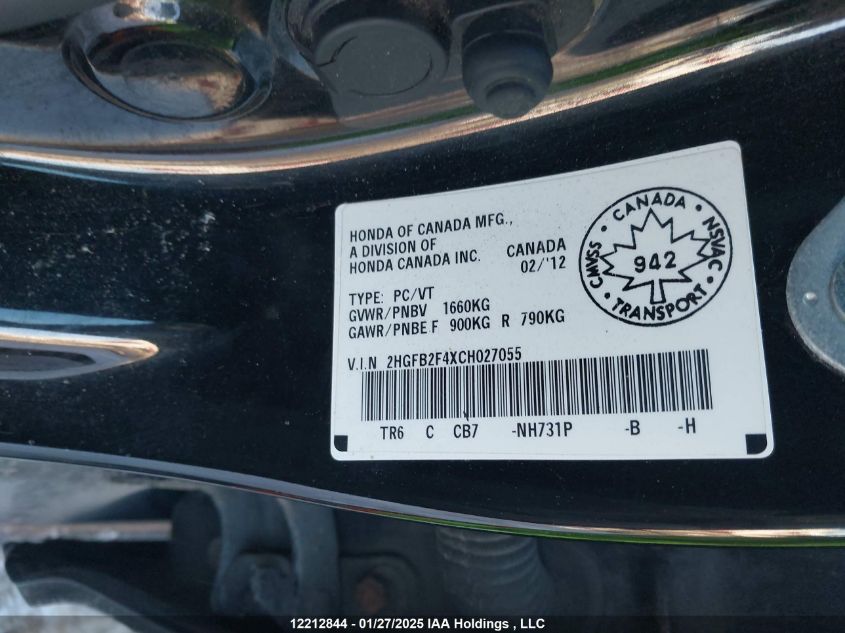 HONDA OF CANADA MFG.,
A DIVISION OF
HONDA CANADA INC.
CANADA
02/'12
TYPE: PC/VT
GVWR/PNBV 1660KG
GAWR/PNBE F 900KG R 790KG
V.I.N 2HGFB2F4XCH027055
TR6 C CB7 -NH731P -B -H
CANADA
CMVSS 942 NSVAC
TRANSPORT
12212844 - 01/27/2025 IAA Holdings , LLC